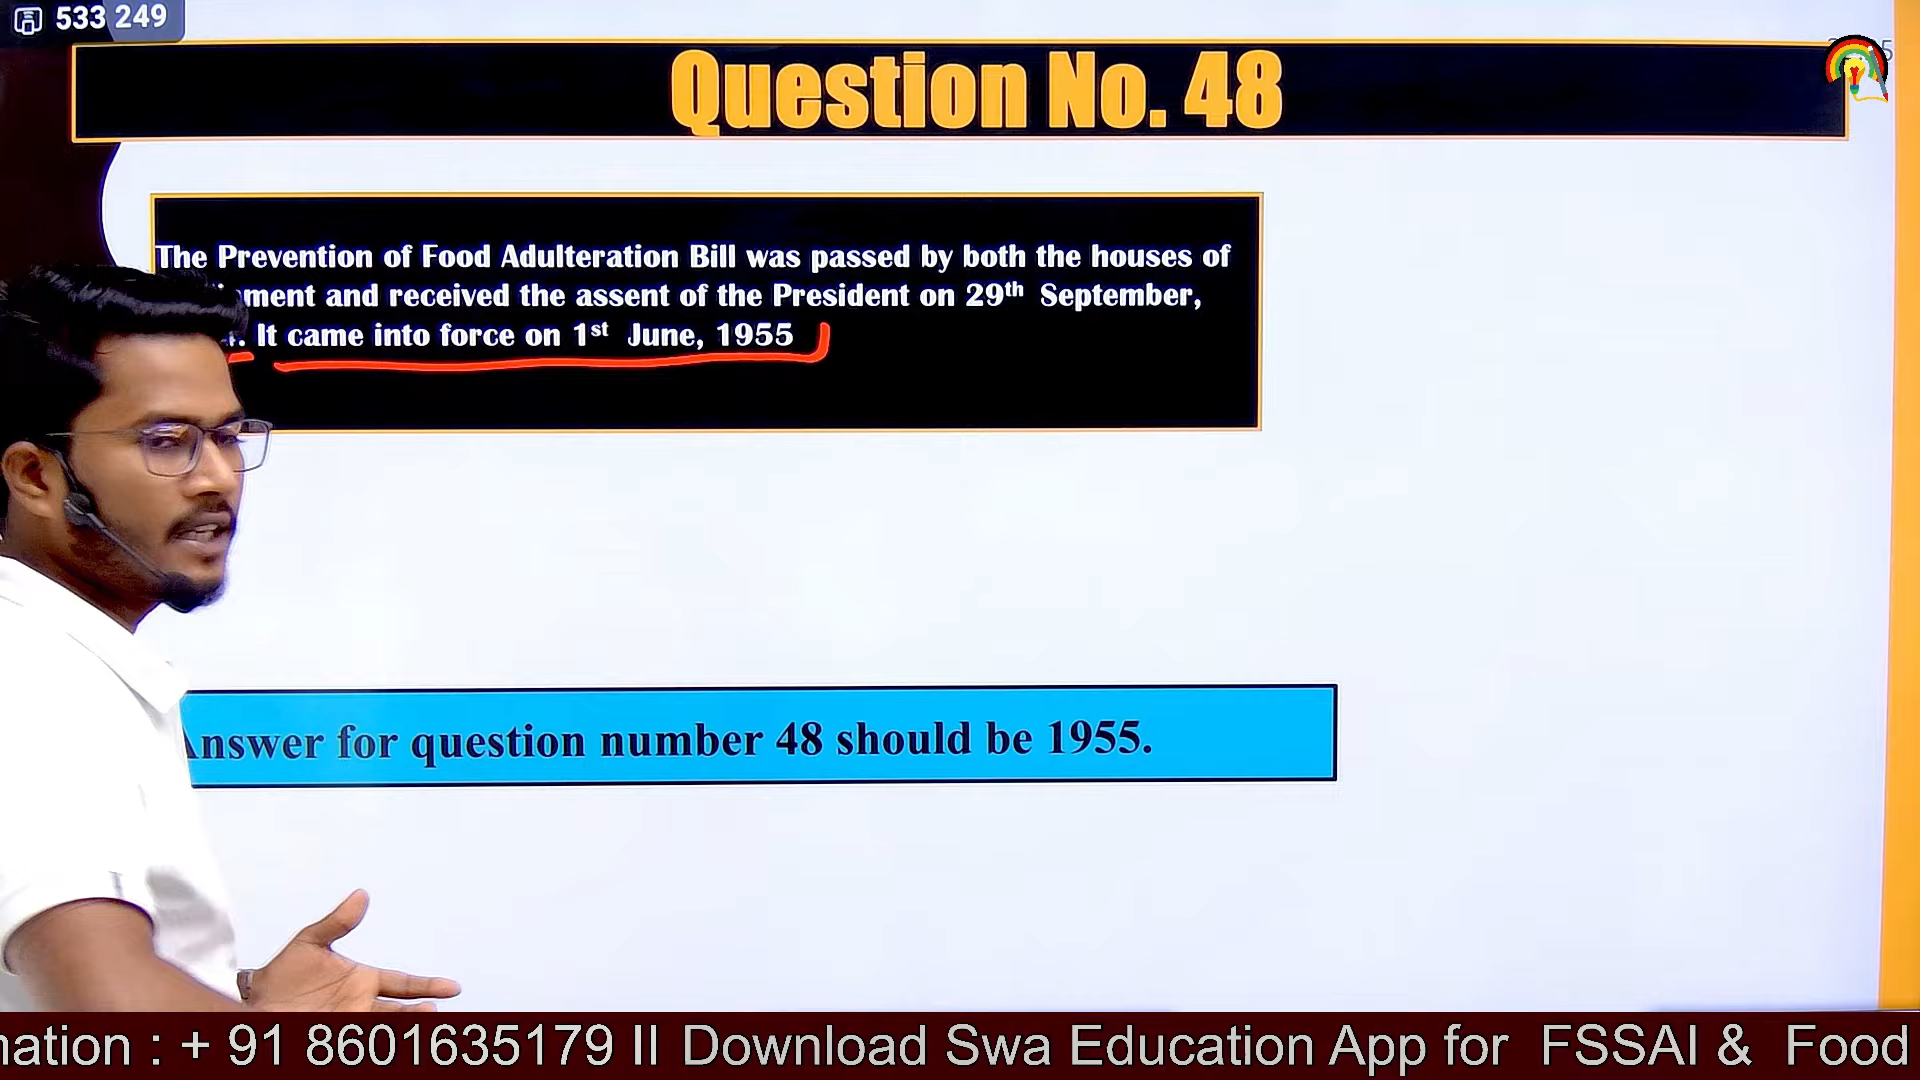 533 249
Question No. 48
The Prevention of Food Adulteration Bill was passed by both the houses of
ment and received the assent of the President on 29th September,
It came into force on 1st June, 1955
Answer for question number 48 should be 1955.
nation : + 91 8601635179 II Download Swa Education App for FSSAI & Food